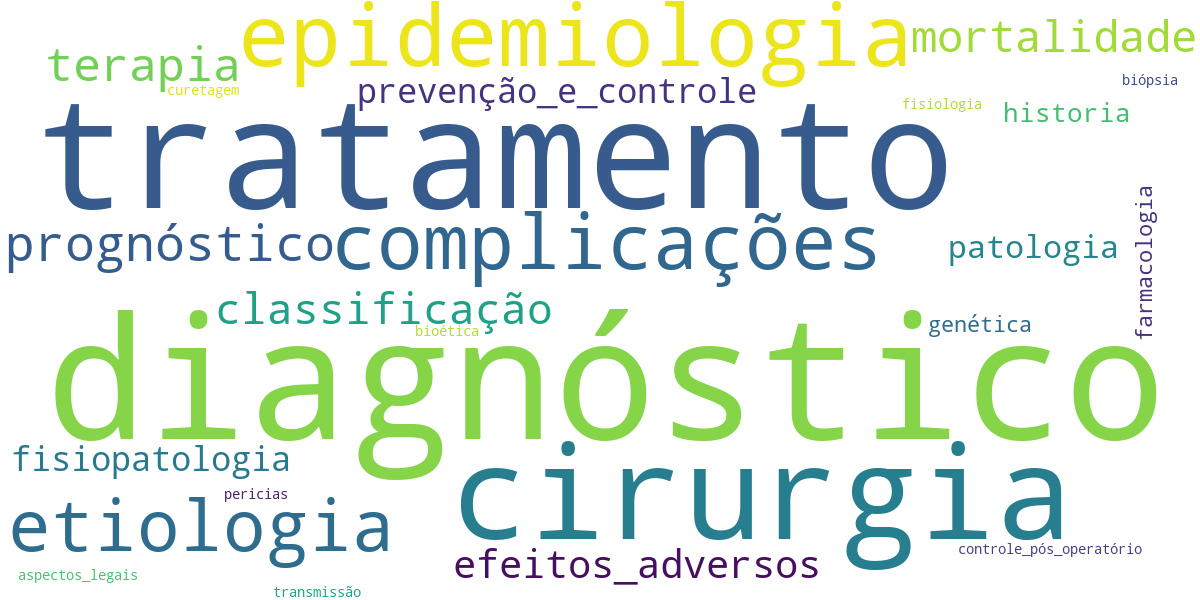 epidemiologia
mortalidade
terapia
prevenção_e_controle
biópsia
curetagem
fisiologia
historia
tratamento
farmacologia
prognóstico
complicações
patologia
classificação
genética
bioética
diagnóstico
fisiopatologia
cirurgia
pericias
etiologia
efeitos_adversos
controle_pós_operatório
aspectos_legais
transmissão